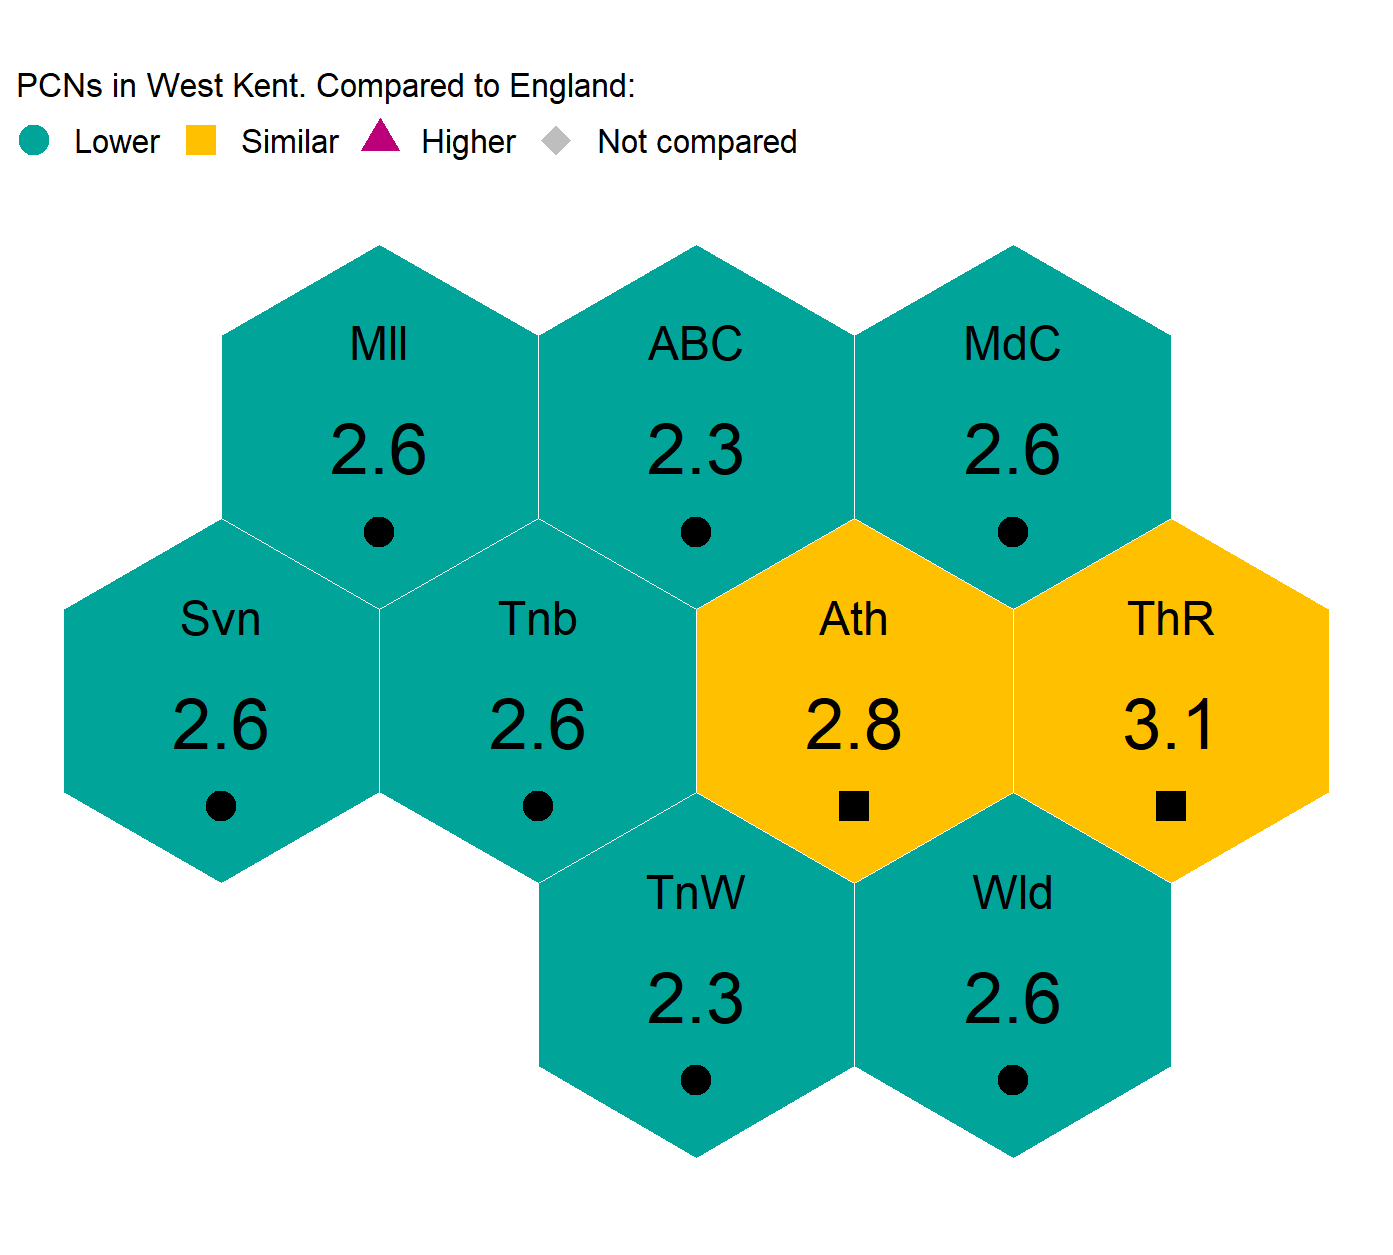 PCNs in West Kent. Compared to England:
Lower Similar Higher Not compared
Mll ABC MdC
2.6 2.3 2.6
Svn Tnb Ath ThR
2.6 2.6 2.8 3.1
TnW Wld
2.3 2.6